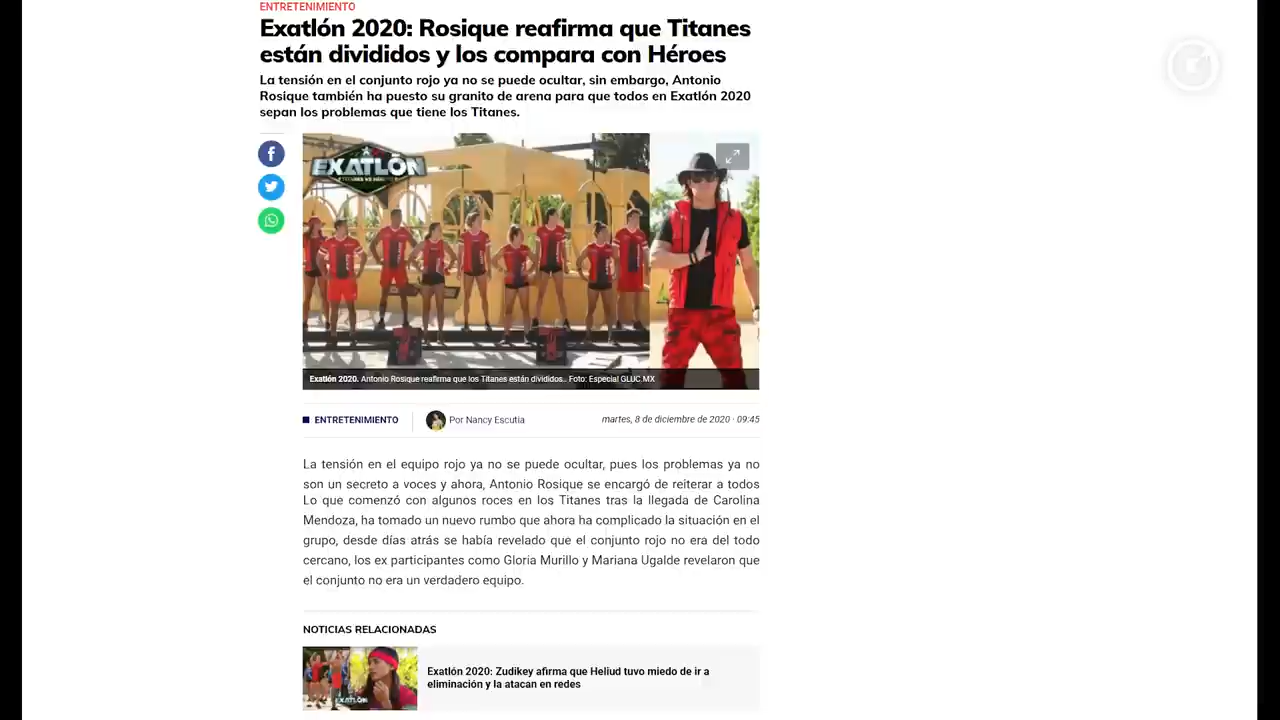 ENTRETENIMIENTO
Exatlón 2020: Rosique reafirma que Titanes
están divididos y los compara con Héroes
La tensión en el conjunto rojo ya no se puede ocultar, sin embargo, Antonio
Rosique también ha puesto su granito de arena para que todos en Exatlón 2020
sepan los problemas que tiene los Titanes.
EXATLÓN
Exatlón 2020. Antonio Rosique reafirma que los Titanes están divididos.. Foto: Especial GLUC.MX
ENTRETENIMIENTO
Por Nancy Escutia
martes, 8 de diciembre de 2020 · 09:45
La tensión en el equipo rojo ya no se puede ocultar, pues los problemas ya no
son un secreto a voces y ahora, Antonio Rosique se encargó de reiterar a todos
Lo que comenzó con algunos roces en los Titanes tras la llegada de Carolina
Mendoza, ha tomado un nuevo rumbo que ahora ha complicado la situación en el
grupo, desde días atrás se había revelado que el conjunto rojo no era del todo
cercano, los ex participantes como Gloria Murillo y Mariana Ugalde revelaron que
el conjunto no era un verdadero equipo.
NOTICIAS RELACIONADAS
EXATLÓN
Exatlón 2020: Zudikey afirma que Heliud tuvo miedo de ir a
eliminación y la atacan en redes